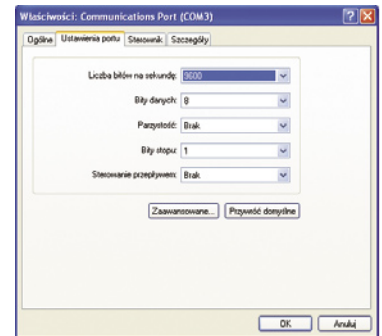 Właściwości: Communications Port (COM3)
Ogólne Ustawienia portu Sterownik Szczegóły
Liczba bitów na sekundę: 9600
Bity danych: 8
Parzystość: Brak
Bity stopu: 1
Sterowanie przepływem: Brak
Zaawansowane... Przywróć domyślne
OK Anuluj